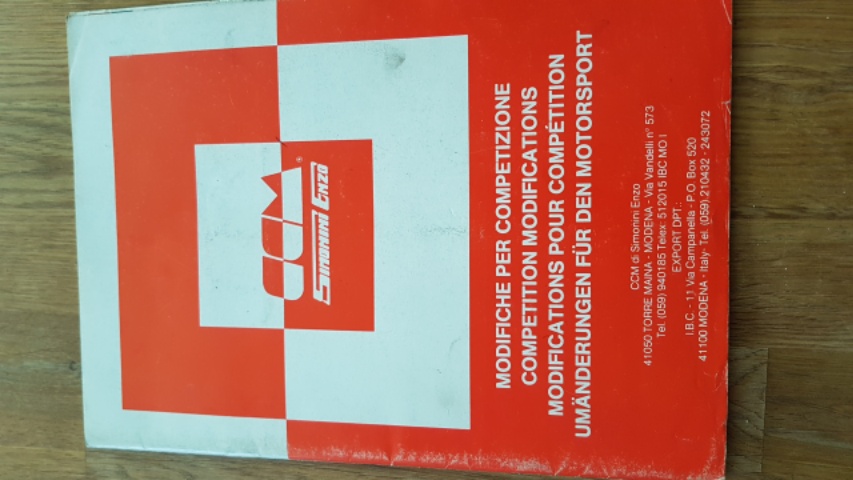 CCM®
SIMONINI ENZO
MODIFICHE PER COMPETIZIONE
COMPETITION MODIFICATIONS
MODIFICATIONS POUR COMPÉTITION
UMÄNDERUNGEN FÜR DEN MOTORSPORT
CCM di Simonini Enzo
41050 TORRE MAINA - MODENA - Via Vandelli n° 573
Tel. (059) 940185 Telex: 512015 IBC MO I
EXPORT DPT.:
I.B.C. - 11 Via Campanella - P.O. Box 520
41100 MODENA - Italy- Tel. (059) 210432 - 243072